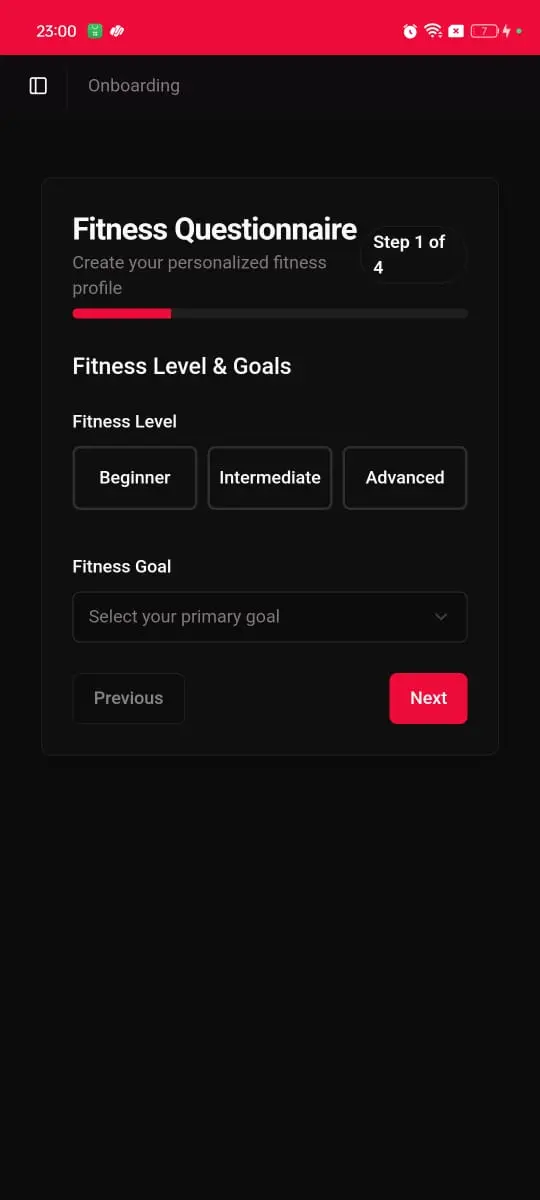 23:00
7
Onboarding
Fitness Questionnaire
Create your personalized fitness
profile
Step 1 of
4
Fitness Level & Goals
Fitness Level
Beginner Intermediate Advanced
Fitness Goal
Select your primary goal
Previous Next